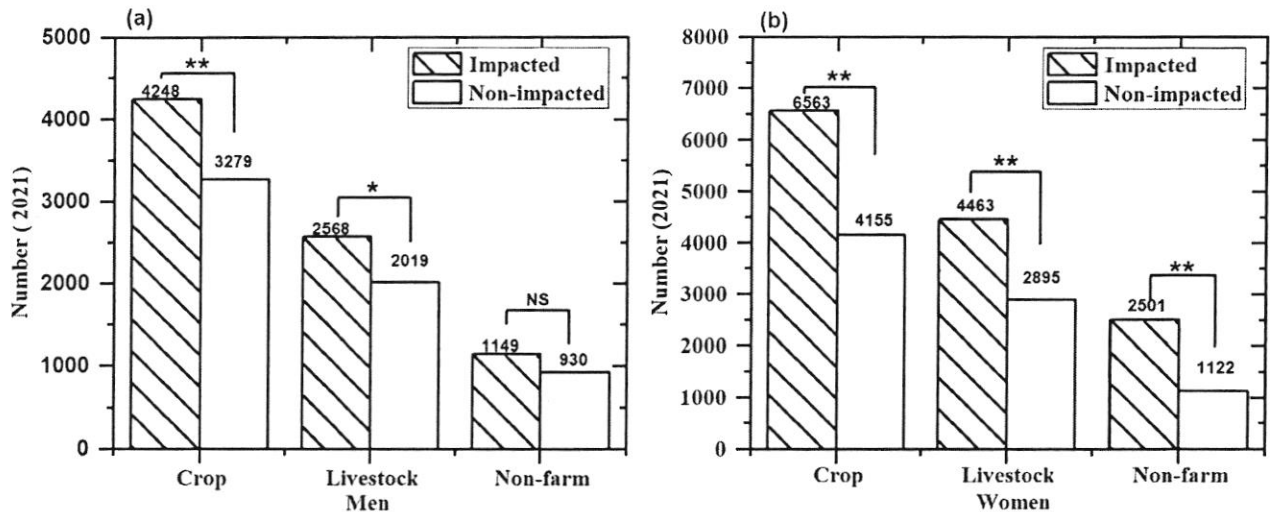 (a)
Number ( 2021)
5000
4000
3000
2000
1000
0
Impacted
Non-impacted
**
4248
3279
*
2568
2019
NS
1149
930
Crop
Livestock
Non-farm
Men
(b)
Number (2021)
8000
7000
6000
5000
4000
3000
2000
1000
0
Impacted
Non-impacted
**
6563
4155
**
4463
2895
**
2501
1122
Crop
Livestock
Non-farm
Women